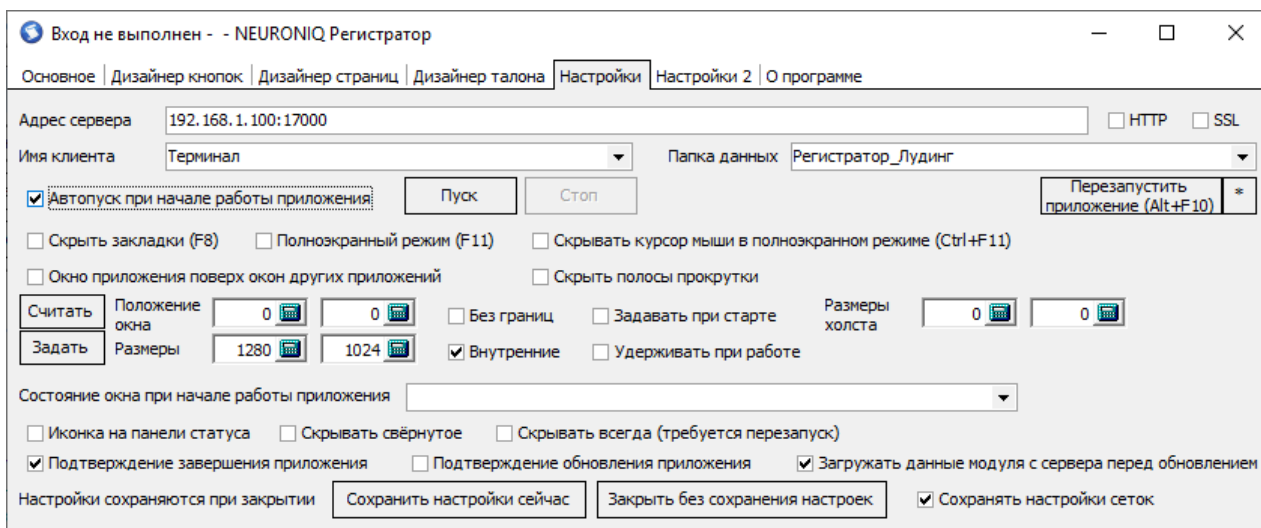 Вход не выполнен - - NEURONIQ Регистратор
Основное Дизайнер кнопок Дизайнер страниц Дизайнер талона Настройки Настройки 2 О программе
Адрес сервера 192.168.1.100:17000 HTTP SSL
Имя клиента Терминал Папка данных Регистратор_Лудинг
Автопуск при начале работы приложения Пуск Стоп Перезапустить приложение (Alt+F10) *
Скрыть закладки (F8) Полноэкранный режим (F11) Скрывать курсор мыши в полноэкранном режиме (Ctrl+F11)
Окно приложения поверх окон других приложений Скрыть полосы прокрутки
Считать Положение окна 0 0 Без границ Задавать при старте Размеры холста 0 0
Задать Размеры 1280 1024 Внутренние Удерживать при работе
Состояние окна при начале работы приложения
Иконка на панели статуса Скрывать свёрнутое Скрывать всегда (требуется перезапуск)
Подтверждение завершения приложения Подтверждение обновления приложения Загружать данные модуля с сервера перед обновлением
Настройки сохраняются при закрытии Сохранить настройки сейчас Закрыть без сохранения настроек Сохранять настройки сеток